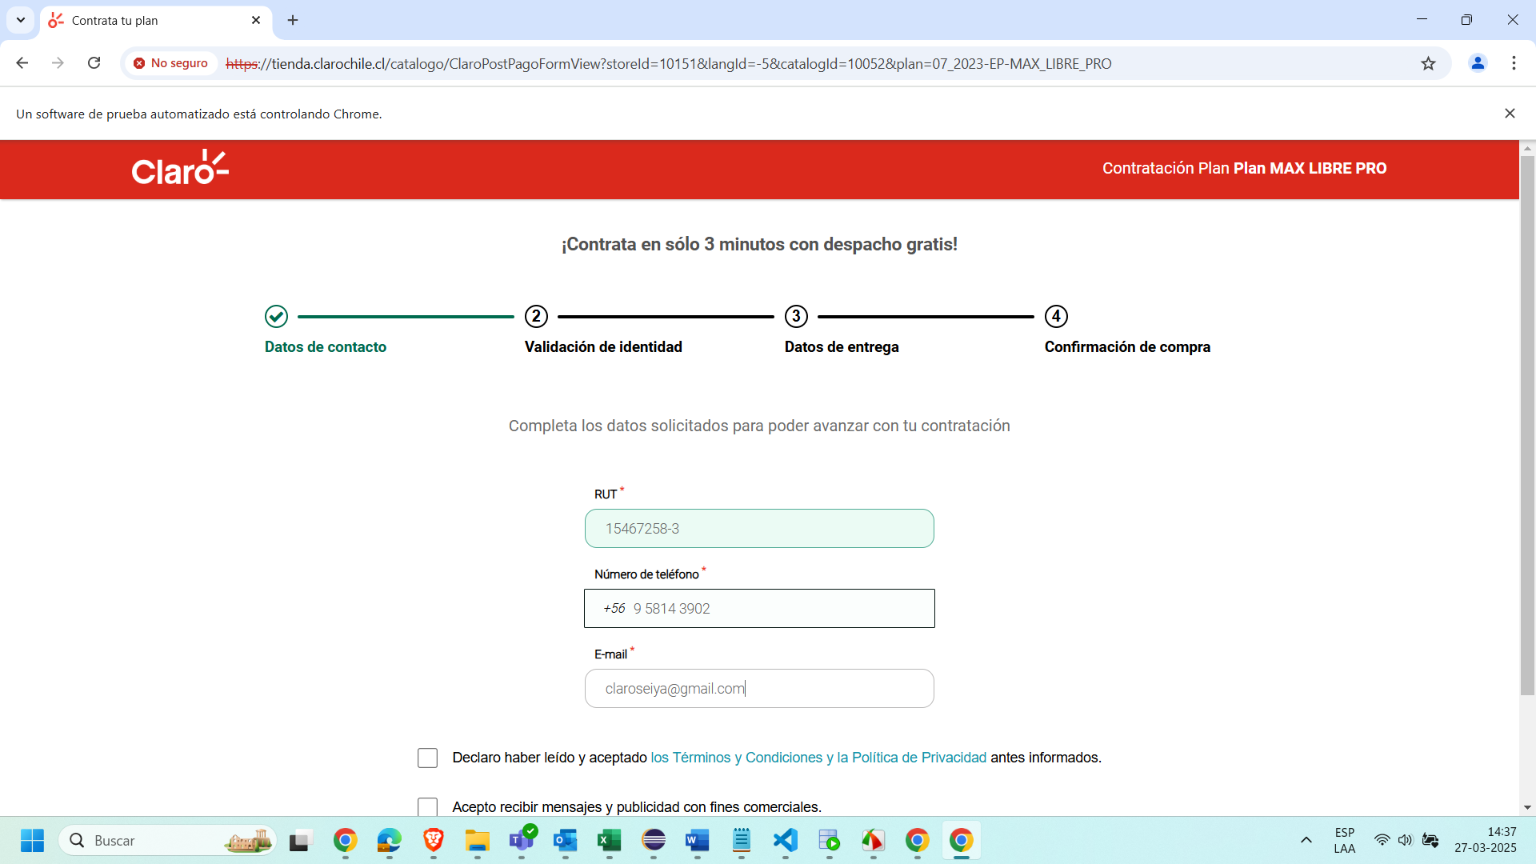 Contrata tu plan
No seguro
https://tienda.clarochile.cl/catalogo/ClaroPostPagoFormView?storeId=10151&langId=-5&catalogId=10052&plan=07_2023-EP-MAX_LIBRE_PRO
Un software de prueba automatizado está controlando Chrome.
Claro
Contratación Plan Plan MAX LIBRE PRO
¡Contrata en sólo 3 minutos con despacho gratis!
2 3 4
Datos de contacto Validación de identidad Datos de entrega Confirmación de compra
Completa los datos solicitados para poder avanzar con tu contratación
RUT *
15467258-3
Número de teléfono *
+56 9 5814 3902
E-mail *
claroseiya@gmail.com
Declaro haber leído y aceptado los Términos y Condiciones y la Política de Privacidad antes informados.
Acepto recibir mensajes y publicidad con fines comerciales.
Buscar
ESP
LAA
14:37
27-03-2025